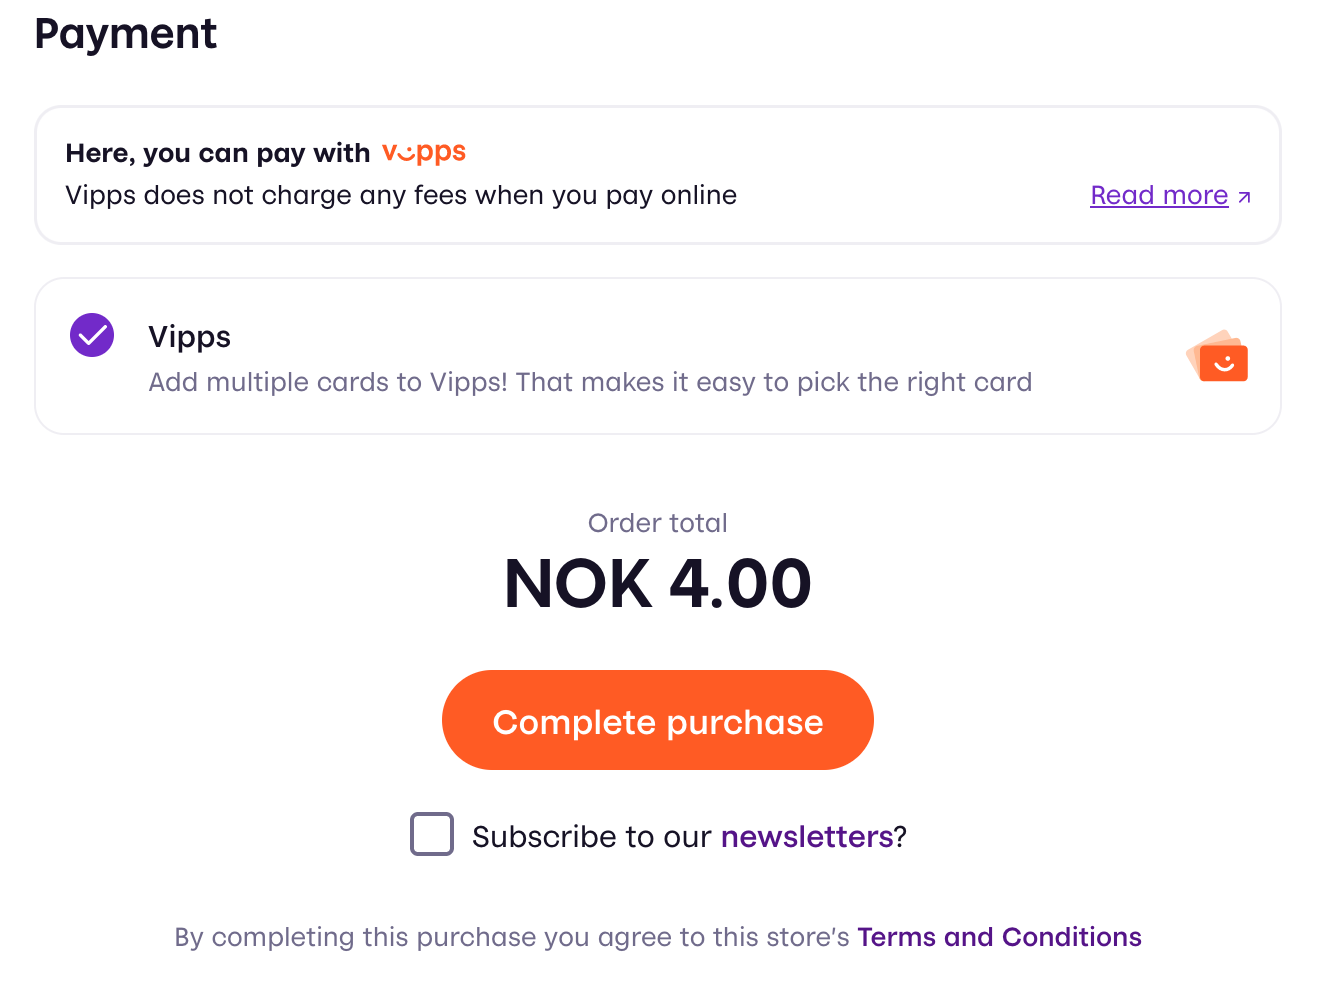 Payment
Here, you can pay with vipps
Vipps does not charge any fees when you pay online
Read more
Vipps
Add multiple cards to Vipps! That makes it easy to pick the right card
Order total
NOK 4.00
Complete purchase
Subscribe to our newsletters?
By completing this purchase you agree to this store's Terms and Conditions